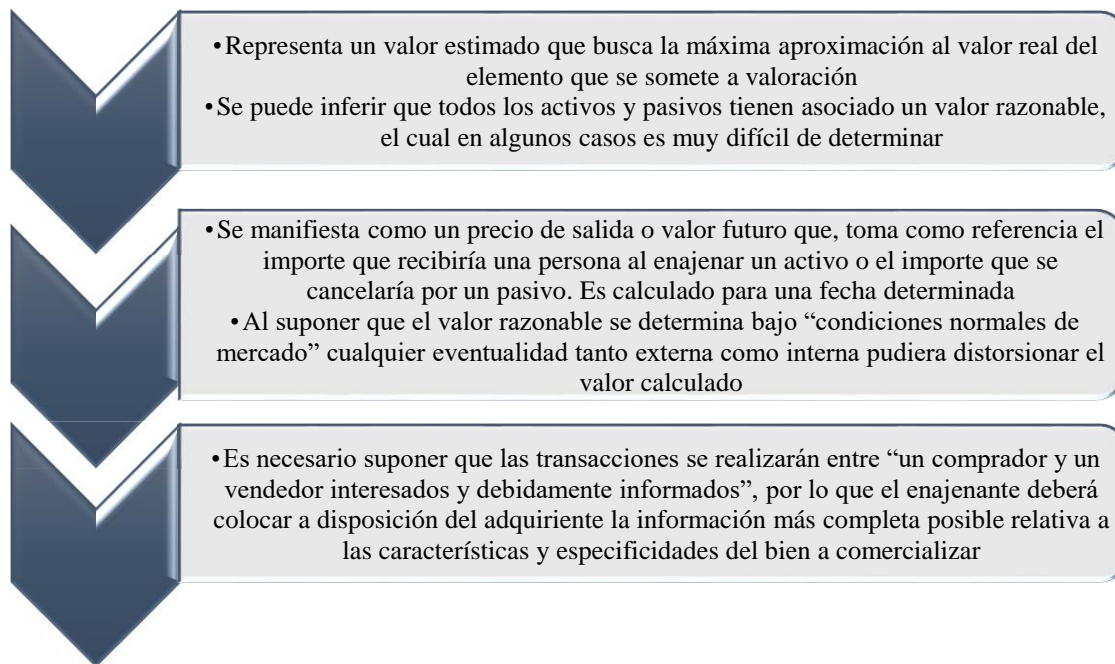 •Representa un valor estimado que busca la máxima aproximación al valor real del
elemento que se somete a valoración
•Se puede inferir que todos los activos y pasivos tienen asociado un valor razonable,
el cual en algunos casos es muy difícil de determinar
•Se manifiesta como un precio de salida o valor futuro que, toma como referencia el
importe que recibiría una persona al enajenar un activo o el importe que se
cancelaría por un pasivo. Es calculado para una fecha determinada
•Al suponer que el valor razonable se determina bajo “condiciones normales de
mercado” cualquier eventualidad tanto externa como interna pudiera distorsionar el
valor calculado
•Es necesario suponer que las transacciones se realizarán entre “un comprador y un
vendedor interesados y debidamente informados”, por lo que el enajenante deberá
colocar a disposición del adquiriente la información más completa posible relativa a
las características y especificidades del bien a comercializar